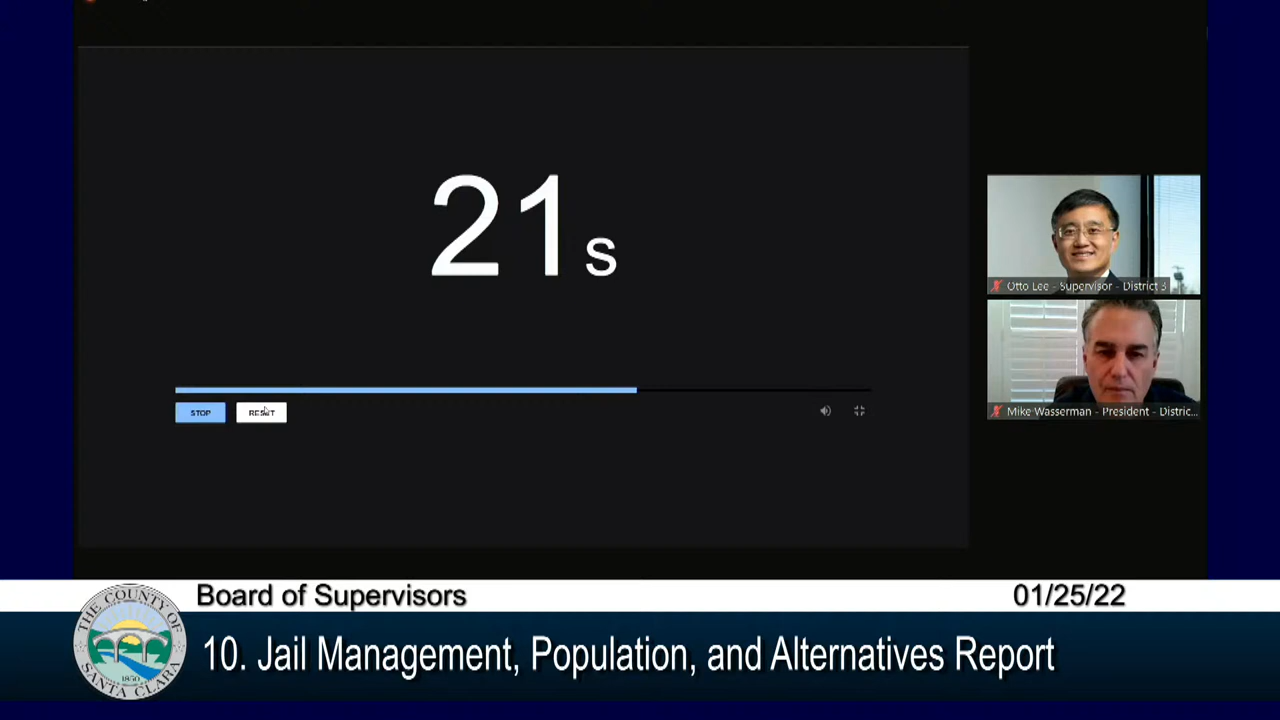 21 s
STOP
RESET
Otto Lee - Supervisor - District 3
Mike Wasserman - President - Distric...
Board of Supervisors
01/25/22
THE COUNTY OF
SANTA CLARA
1850
10. Jail Management, Population, and Alternatives Report